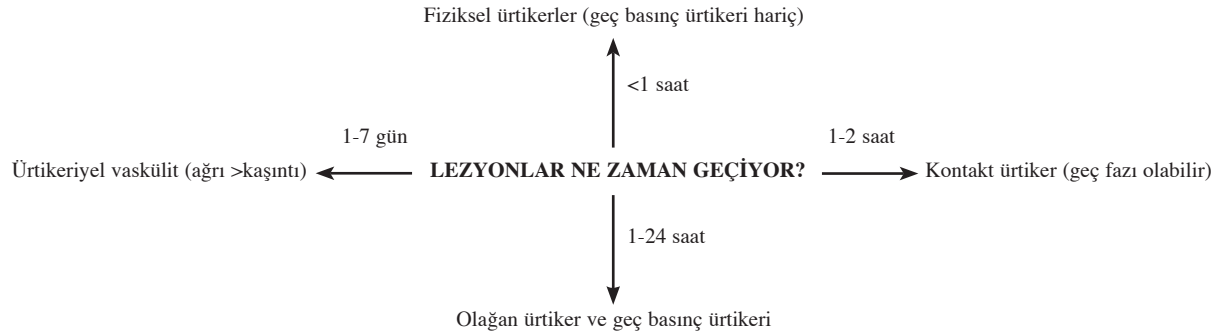 Fiziksel ürtikerler (geç basınç ürtikeri hariç)
<1 saat
1-7 gün
1-2 saat
Ürtikeriyel vaskülit (ağrı >kaşıntı)
LEZYONLAR NE ZAMAN GEÇİYOR?
Kontakt ürtiker (geç fazı olabilir)
1-24 saat
Olağan ürtiker ve geç basınç ürtikeri